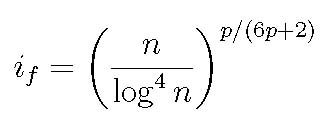 i_f = \left( \frac{n}{\log^4 n} \right)^{p/(6p+2)}